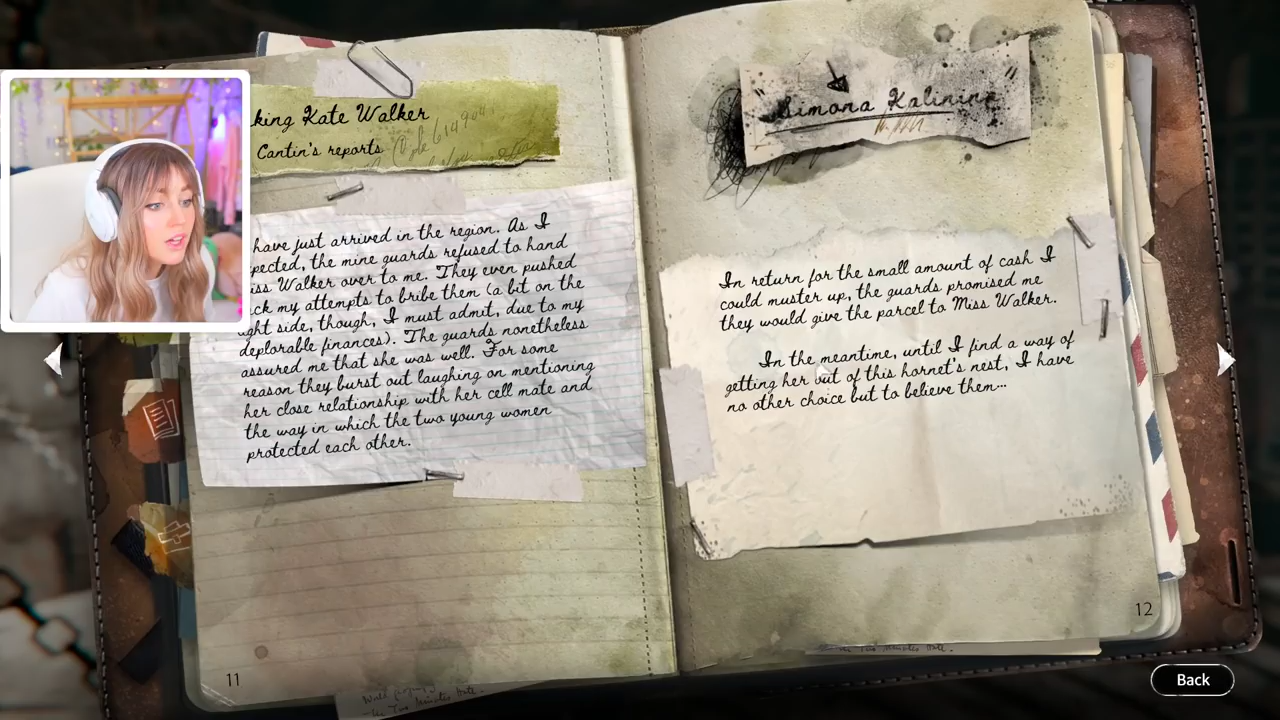 king Kate Walker
Cantin's reports
have just arrived in the region. As I
pected, the mine guards refused to hand
iss Walker over to me. They even pushed
ck my attempts to bribe them (a bit on the
ght side, though, I must admit, due to my
deplorable finances). The guards nonetheless
assured me that she was well. For some
reason they burst out laughing on mentioning
her close relationship with her cell mate and
the way in which the two young women
protected each other.
11
Simona Kalinine
In return for the small amount of cash I
could muster up, the guards promised me
they would give the parcel to Miss Walker.
In the meantime, until I find a way of
getting her out of this hornet's nest, I have
no other choice but to believe them...
12
Back